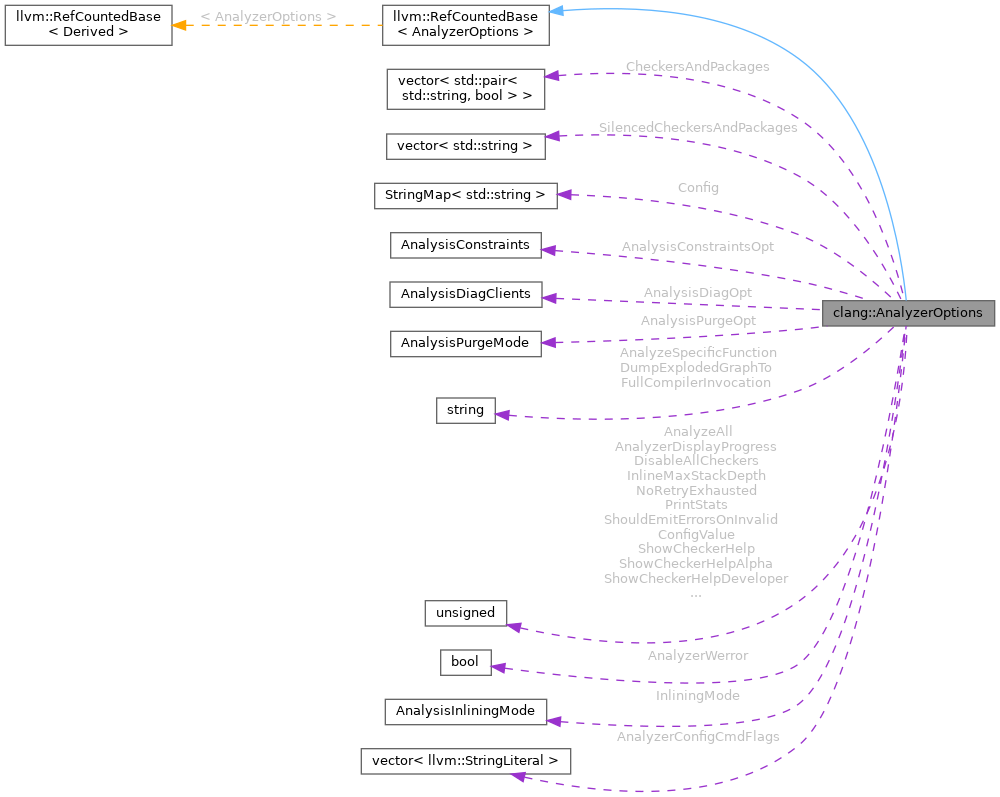 llvm::RefCountedBase
< Derived >
< AnalyzerOptions >
llvm::RefCountedBase
< AnalyzerOptions >
CheckersAndPackages
vector< std::pair<
std::string, bool > >
SilencedCheckersAndPackages
vector< std::string >
Config
StringMap< std::string >
AnalysisConstraints
AnalysisConstraintsOpt
AnalysisDiagClients
AnalysisDiagOpt
clang::AnalyzerOptions
AnalysisPurgeOpt
AnalysisPurgeMode
AnalyzeSpecificFunction
DumpExplodedGraphTo
FullCompilerInvocation
string
AnalyzeAll
AnalyzerDisplayProgress
DisableAllCheckers
InlineMaxStackDepth
NoRetryExhausted
PrintStats
ShouldEmitErrorsOnInvalid
ConfigValue
ShowCheckerHelp
ShowCheckerHelpAlpha
ShowCheckerHelpDeveloper
...
unsigned
AnalyzerWerror
bool
InliningMode
AnalysisInliningMode
AnalyzerConfigCmdFlags
vector< llvm::StringLiteral >